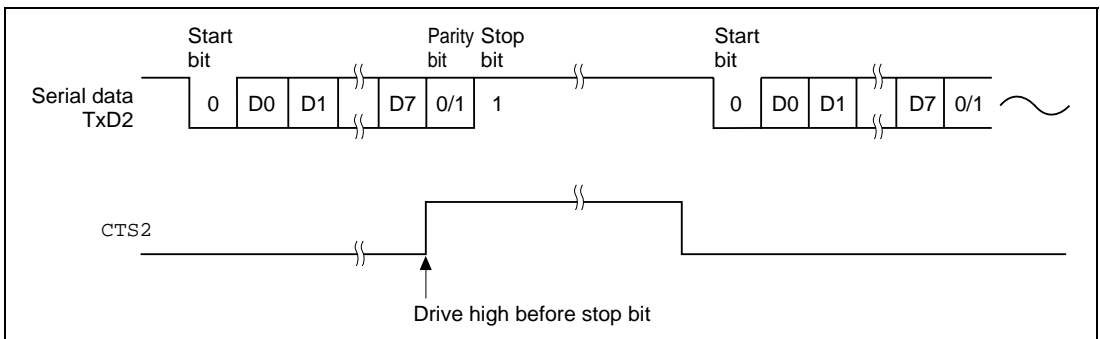 Start bit
Parity bit
Stop bit
Start bit
Serial data TxD2
0 D0 D1 D7 0/1 1 0 D0 D1 D7 0/1
CTS2
Drive high before stop bit